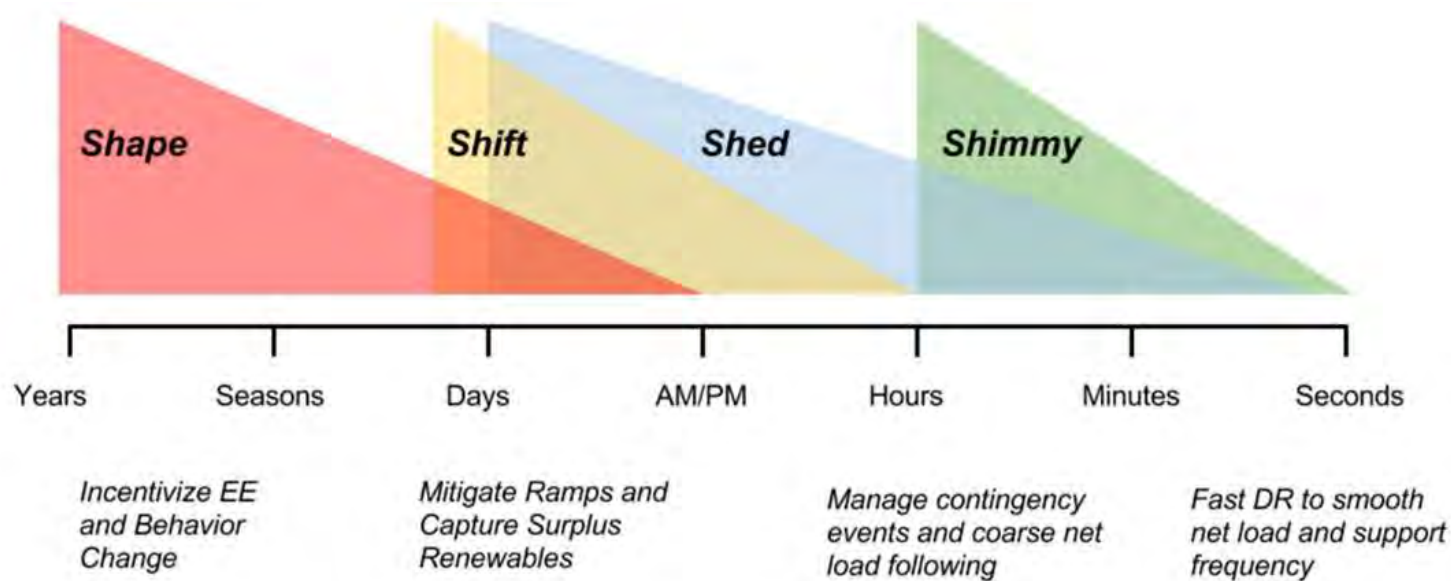 Shape
Shift
Shed
Shimmy
Years
Seasons
Days
AM/PM
Hours
Minutes
Seconds
Incentivize EE
and Behavior
Change
Mitigate Ramps and
Capture Surplus
Renewables
Manage contingency
events and coarse net
load following
Fast DR to smooth
net load and support
frequency